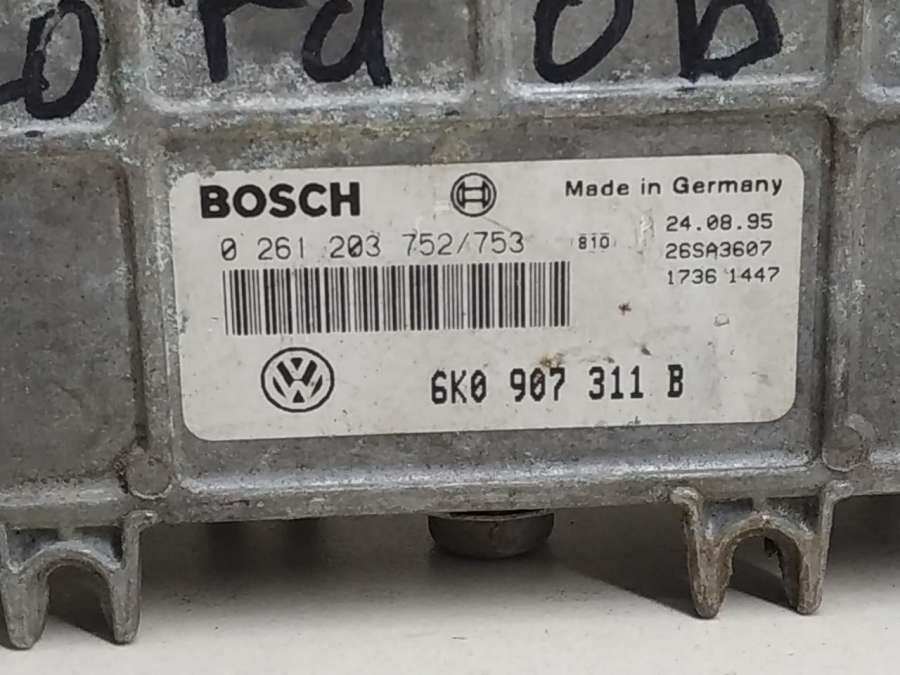 BOSCH
Made in Germany
0 261 203 752/753
810
24.08.95
26SA3607
1736 1447
6K0 907 311 B